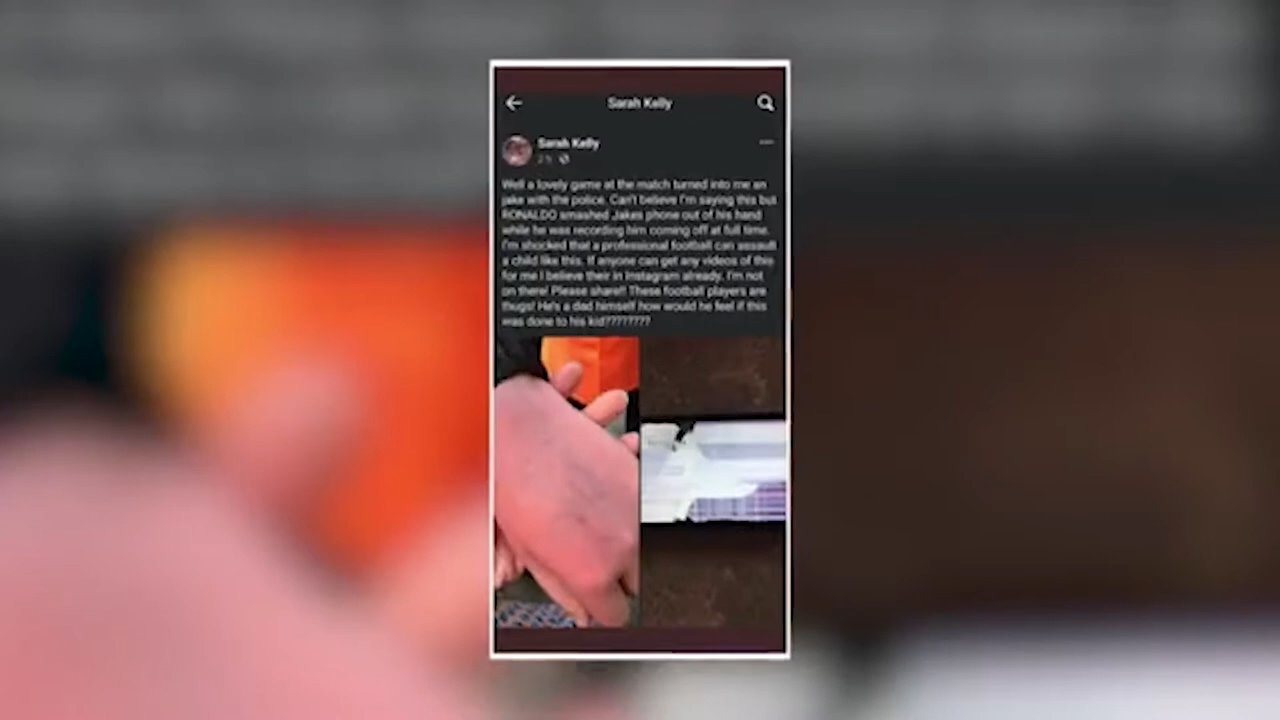 Sarah Kelly
Sarah Kelly
Well a lovely game at the match turned into me an
jake with the police. Can't believe I'm saying this but
RONALDO smashed Jakes phone out of his hand
while he was recording him coming off at full time.
I'm shocked that a professional football can assault
a child like this. If anyone can get any videos of this
for me I believe their in Instagram already. I'm not
on there! Please share!! These football players are
thugs! He's a dad himself how would he feel if this
was done to his kid????????